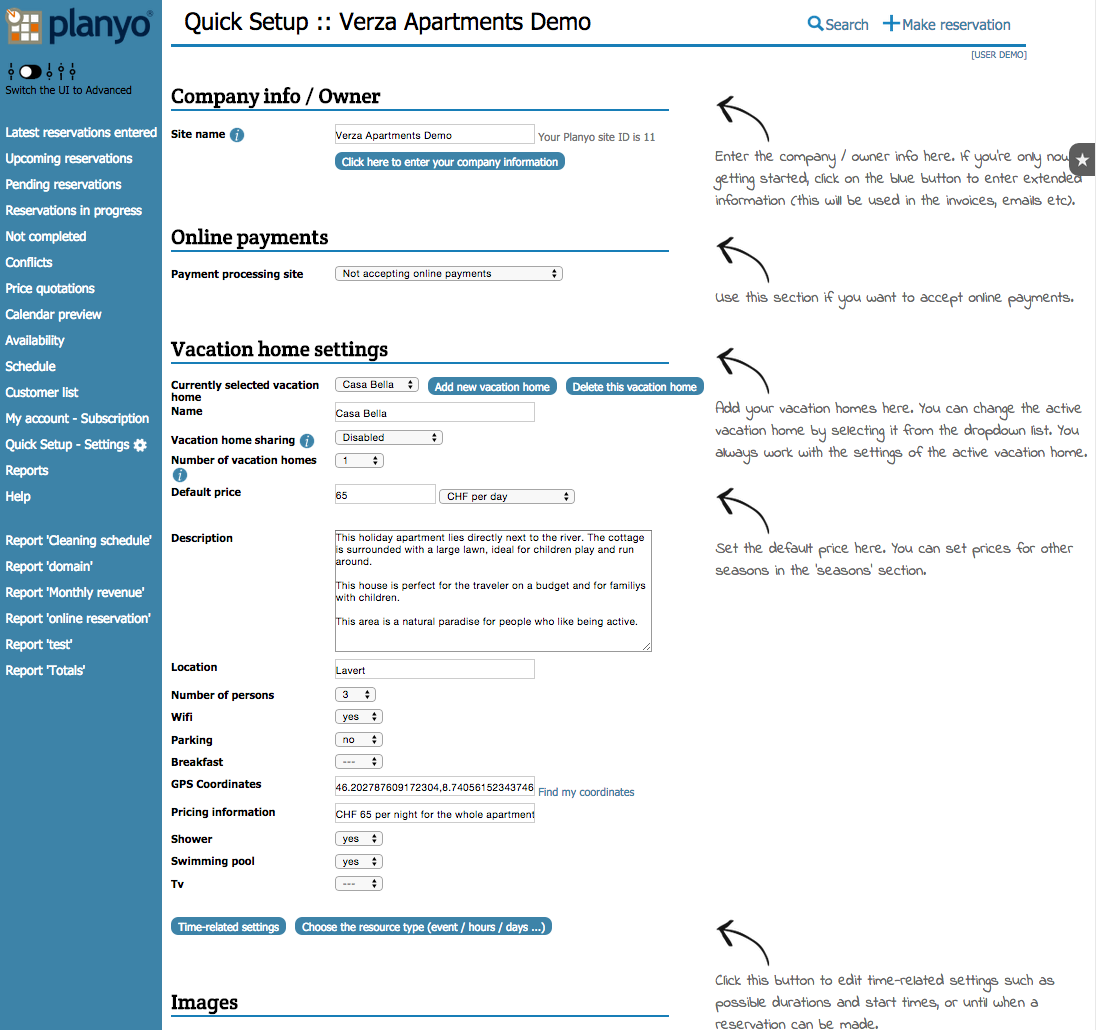 planyo®
Switch the UI to Advanced
Latest reservations entered
Upcoming reservations
Pending reservations
Reservations in progress
Not completed
Conflicts
Price quotations
Calendar preview
Availability
Schedule
Customer list
My account - Subscription
Quick Setup - Settings
Reports
Help
Report 'Cleaning schedule'
Report 'domain'
Report 'Monthly revenue'
Report 'online reservation'
Report 'test'
Report 'Totals'
Quick Setup :: Verza Apartments Demo
Search
Make reservation
[USER DEMO]
Company info / Owner
Site name i
Verza Apartments Demo
Your Planyo site ID is 11
Click here to enter your company information
Enter the company / owner info here. If you're only now
getting started, click on the blue button to enter extended
information (this will be used in the invoices, emails etc).
Online payments
Payment processing site
Not accepting online payments
Use this section if you want to accept online payments.
Vacation home settings
Currently selected vacation
home
Casa Bella
Add new vacation home
Delete this vacation home
Name
Casa Bella
Vacation home sharing i
Disabled
Number of vacation homes
i
1
Add your vacation homes here. You can change the active
vacation home by selecting it from the dropdown list. You
always work with the settings of the active vacation home.
Default price
65
CHF per day
Set the default price here. You can set prices for other
seasons in the 'seasons' section.
Description
This holiday apartment lies directly next to the river. The cottage
is surrounded with a large lawn, ideal for children play and run
around.
This house is perfect for the traveler on a budget and for familiys
with children.
This area is a natural paradise for people who like being active.
Location
Lavert
Number of persons
3
Wifi
yes
Parking
no
Breakfast
---
GPS Coordinates
46.202787609172304,8.74056152343746
Find my coordinates
Pricing information
CHF 65 per night for the whole apartment
Shower
yes
Swimming pool
yes
Tv
---
Time-related settings
Choose the resource type (event / hours / days ...)
Click this button to edit time-related settings such as
possible durations and start times, or until when a
reservation can be made.
Images